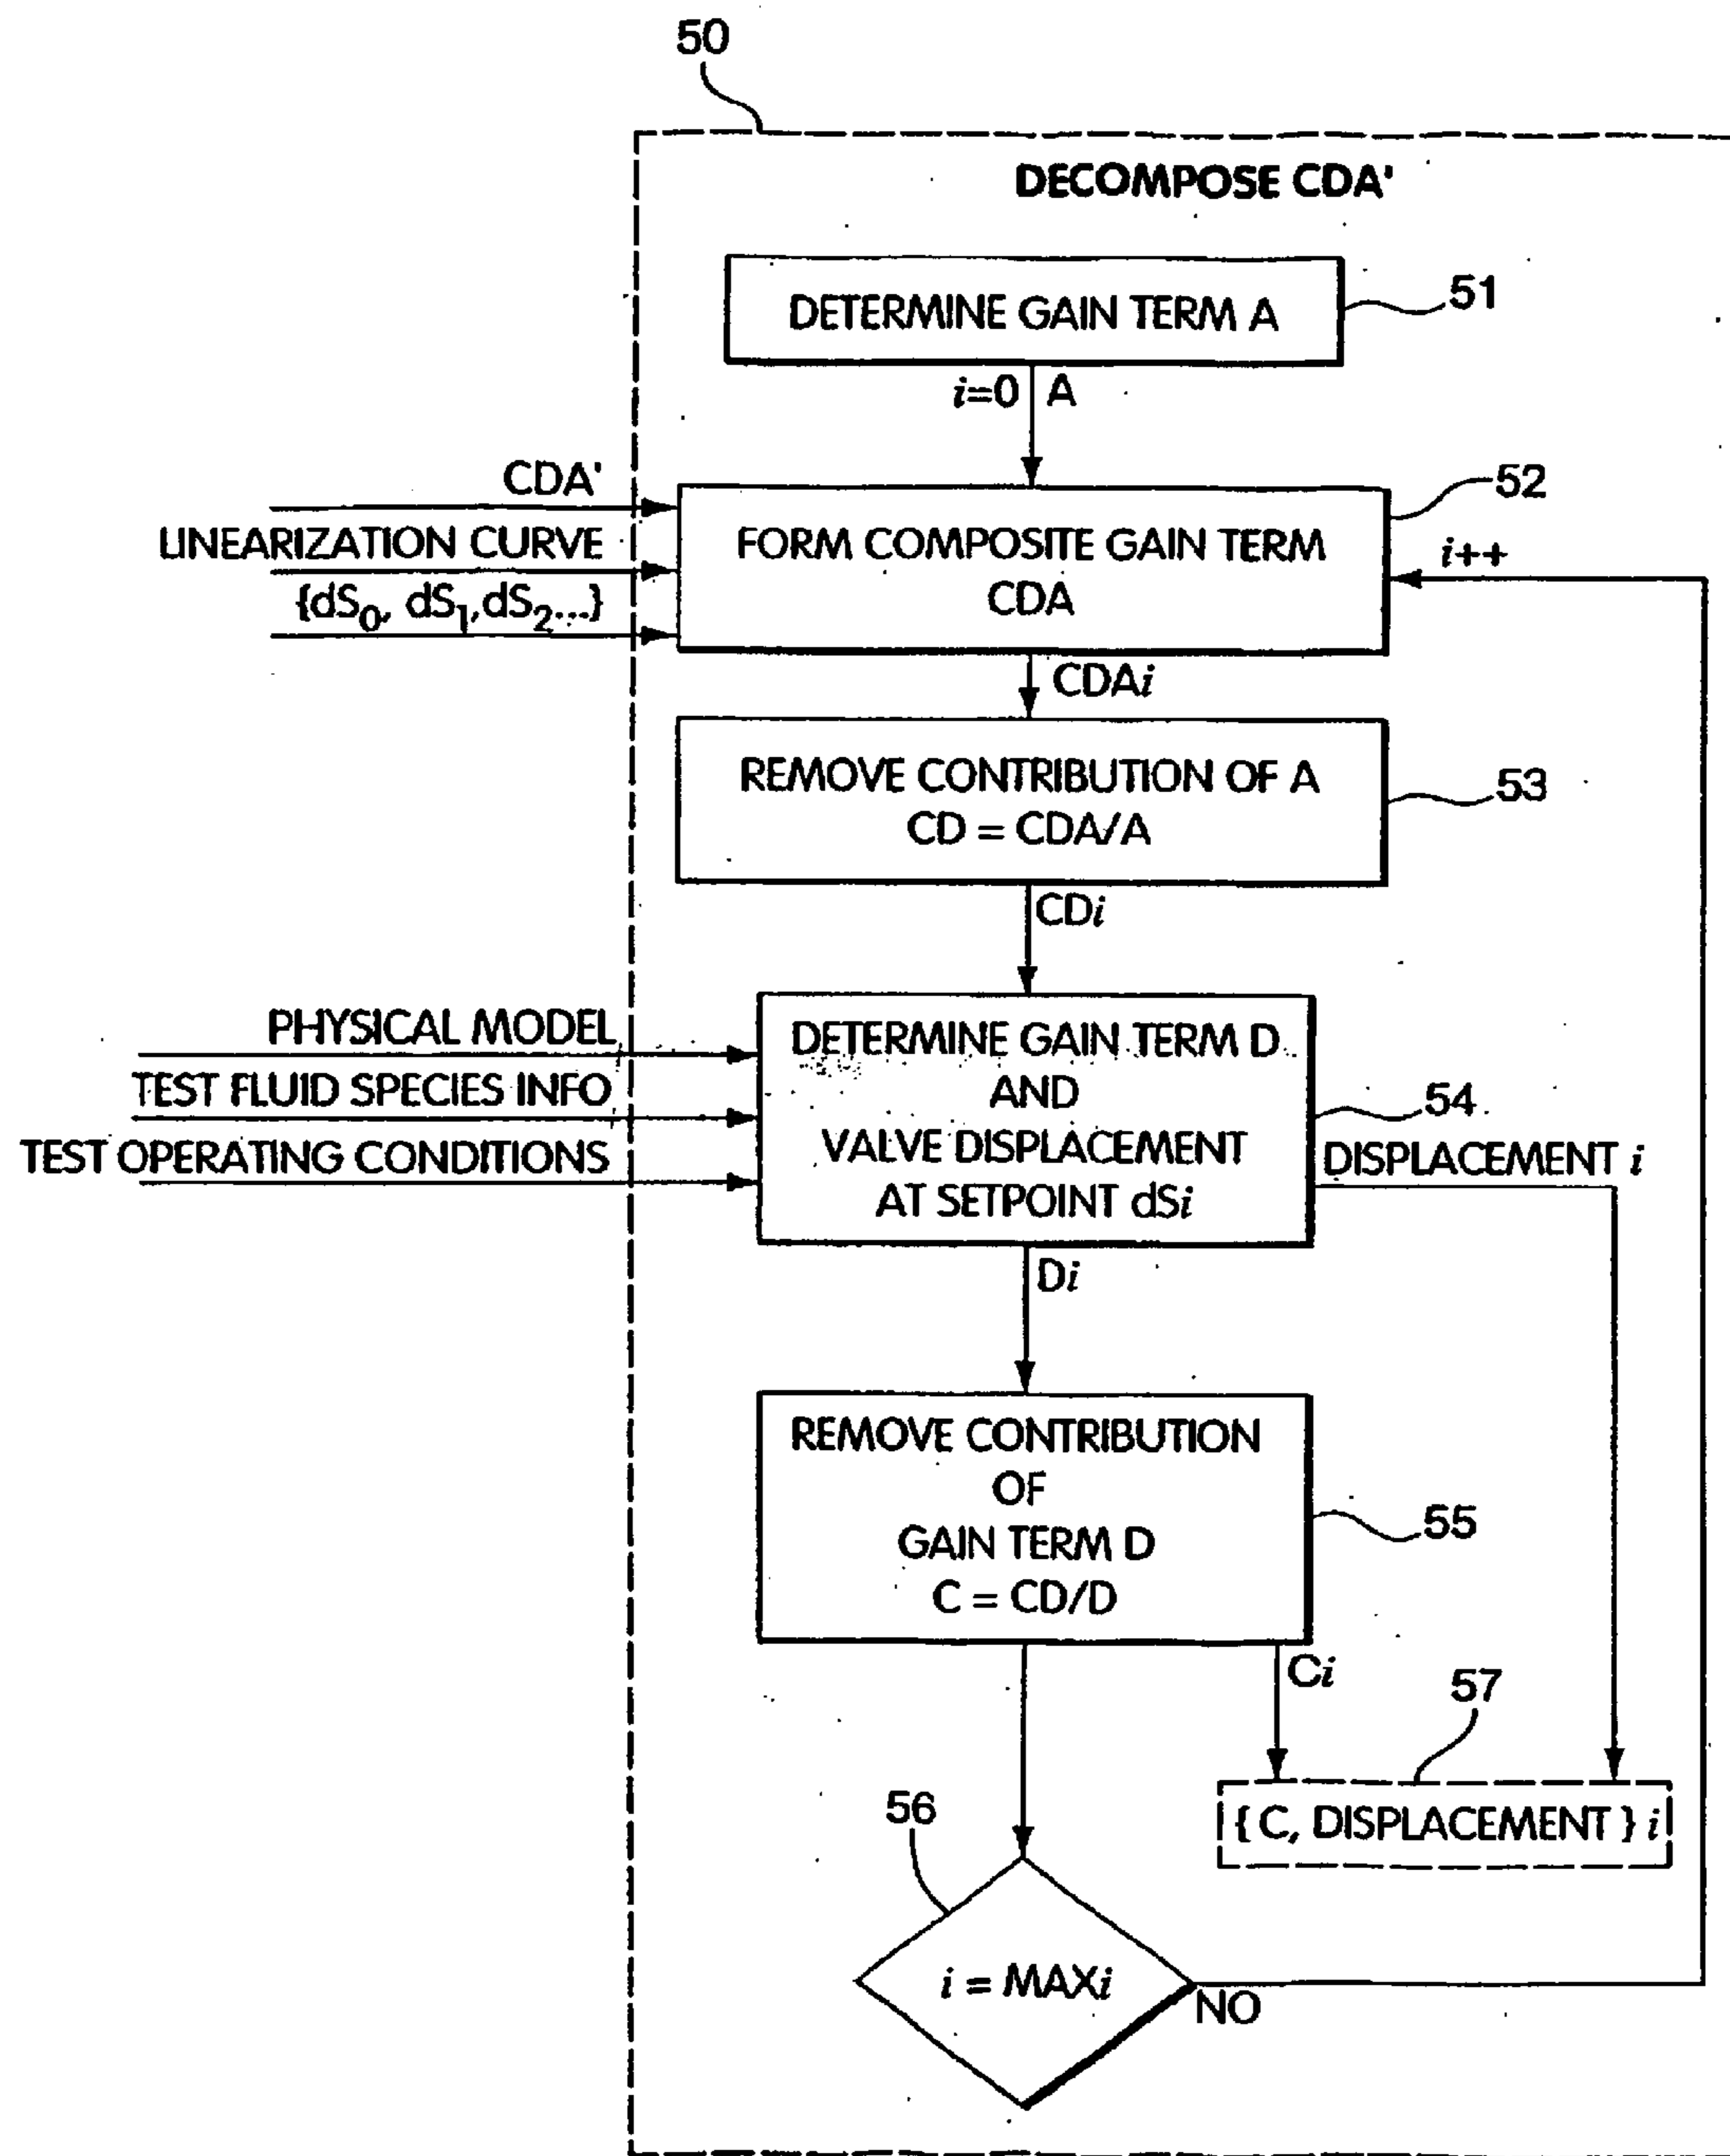 50
DECOMPOSE CDA'
DETERMINE GAIN TERM A
51
i=0
A
CDA'
LINEARIZATION CURVE
{dS0, dS1,dS2...}
FORM COMPOSITE GAIN TERM
CDA
52
i++
CDAi
REMOVE CONTRIBUTION OF A
CD = CDA/A
53
CDi
PHYSICAL MODEL
TEST FLUID SPECIES INFO
TEST OPERATING CONDITIONS
DETERMINE GAIN TERM D
AND
VALVE DISPLACEMENT
AT SETPOINT dSi
54
DISPLACEMENT i
Di
REMOVE CONTRIBUTION
OF
GAIN TERM D
C = CD/D
55
Ci
57
{ C, DISPLACEMENT } i
56
i = MAXi
NO